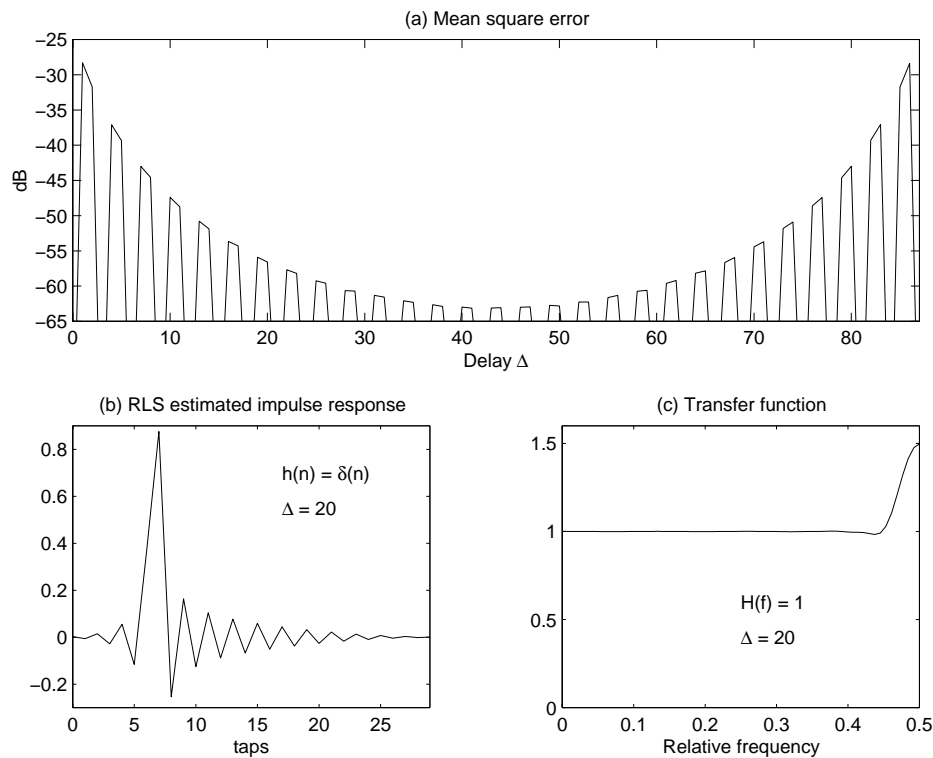 (a) Mean square error
−25
−30
−35
−40
−45
−50
−55
−60
−65
dB
0 10 20 30 40 50 60 70 80
Delay Δ
(b) RLS estimated impulse response
0.8
0.6
0.4
0.2
0
−0.2
h(n) = δ(n)
Δ = 20
0 5 10 15 20 25
taps
(c) Transfer function
1.5
1
0.5
0
H(f) = 1
Δ = 20
0 0.1 0.2 0.3 0.4 0.5
Relative frequency